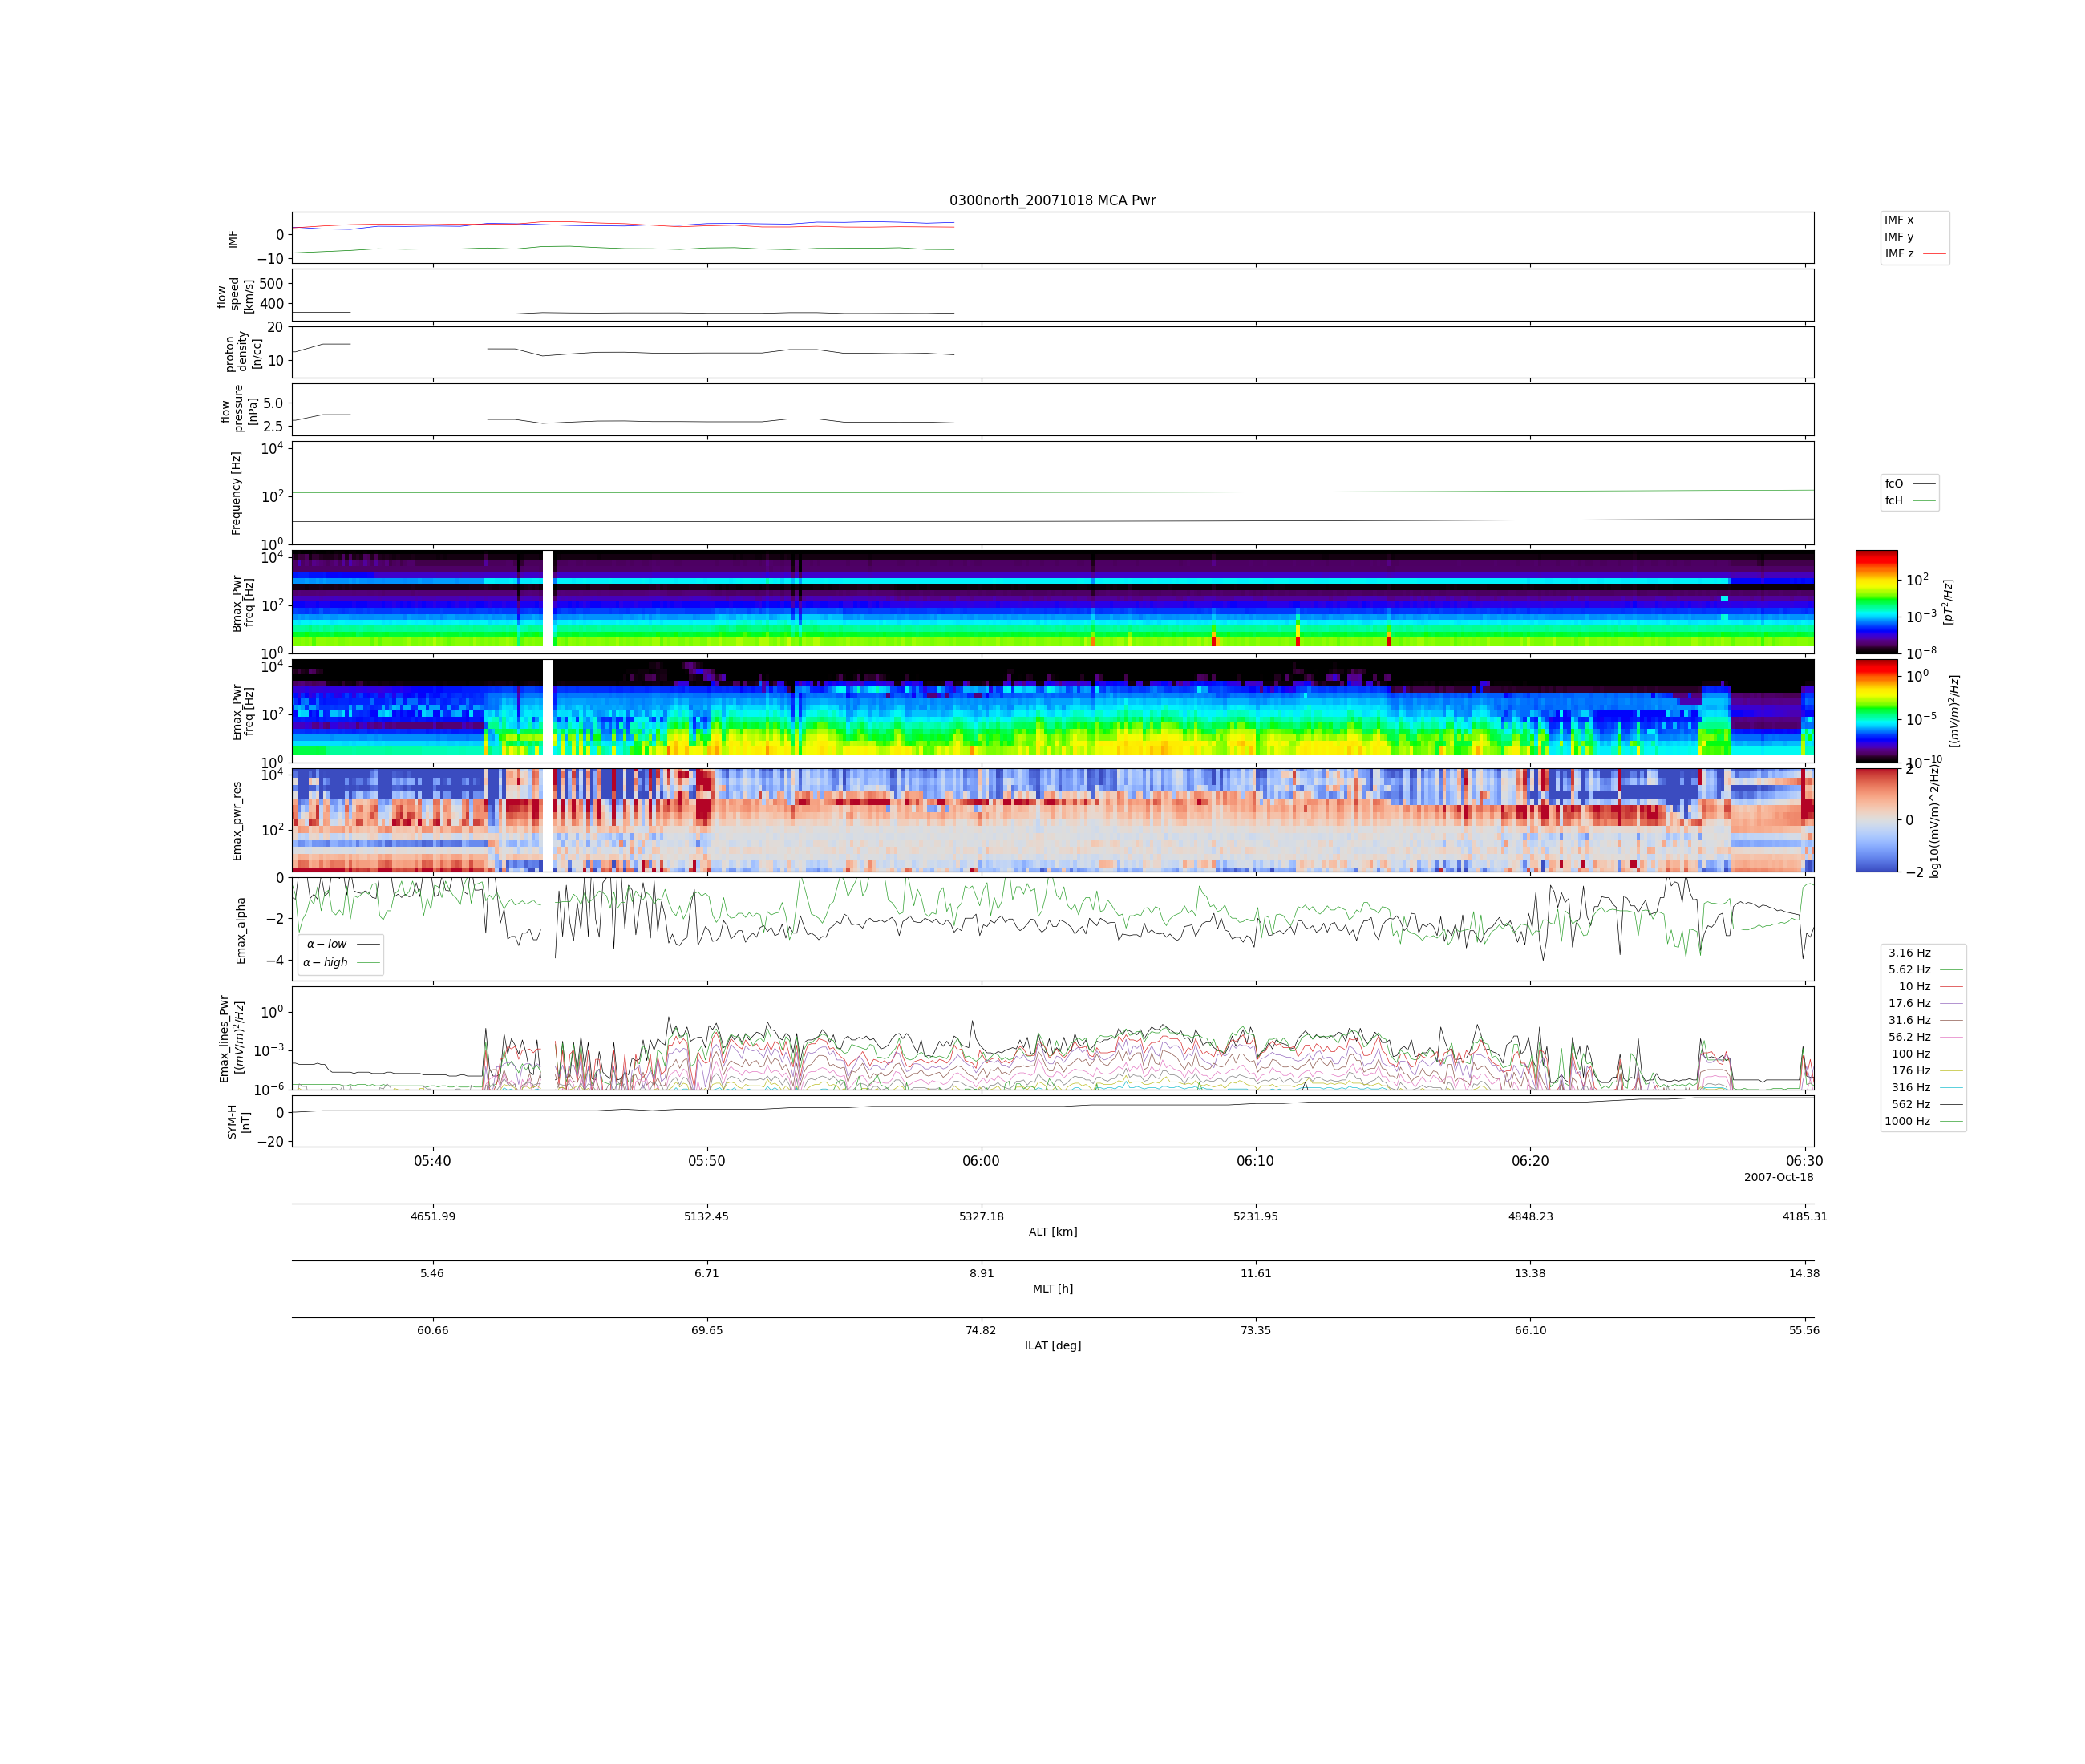 0300north_20071018 MCA Pwr
IMF
0
−10
IMF x
IMF y
IMF z
flow
speed
[km/s]
500
400
proton
density
[n/cc]
20
10
flow
pressure
[nPa]
5.0
2.5
Frequency [Hz]
10^4
10^2
10^0
fcO
fcH
Bmax_Pwr
freq [Hz]
10^4
10^2
10^0
10^2
10^−3
10^−8
[pT^2/Hz]
Emax_Pwr
freq [Hz]
10^4
10^2
10^0
10^0
10^−5
10^−10
[(mV/m)^2/Hz]
Emax_pwr_res
10^4
10^2
2
0
−2
log10((mV/m)^2/Hz)
Emax_alpha
0
−2
−4
α − low
α − high
Emax_lines_Pwr
[(mV/m)^2/Hz]
10^0
10^−3
10^−6
3.16 Hz
5.62 Hz
10 Hz
17.6 Hz
31.6 Hz
56.2 Hz
100 Hz
176 Hz
316 Hz
562 Hz
1000 Hz
SYM-H
[nT]
0
−20
05:40 05:50 06:00 06:10 06:20 06:30
2007-Oct-18
4651.99 5132.45 5327.18 5231.95 4848.23 4185.31
ALT [km]
5.46 6.71 8.91 11.61 13.38 14.38
MLT [h]
60.66 69.65 74.82 73.35 66.10 55.56
ILAT [deg]